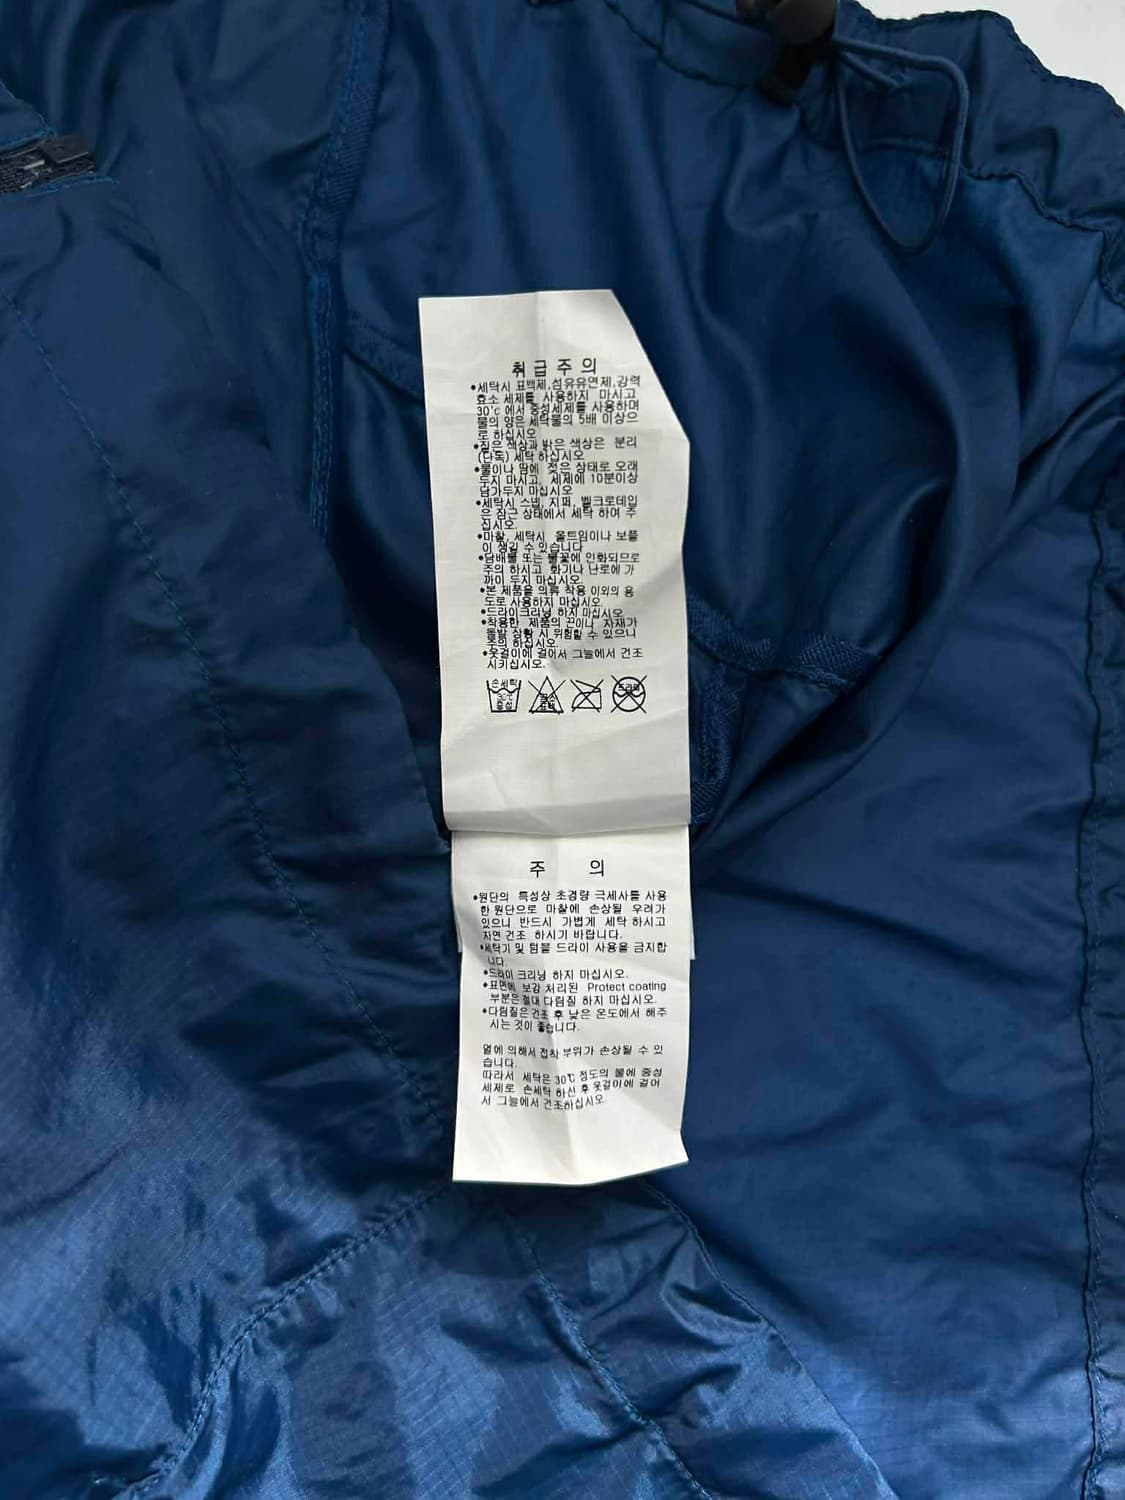 취급주의
•세탁시 표백제,섬유유연제,강력
효소 세제를 사용하지 마시고
30°c 에서 중성세제를 사용하며
물의 양은 세탁물의 5배 이상으
로 하십시오
•짙은 색상과 밝은 색상은 분리
(단독) 세탁 하십시오
•물이나 땀에 젖은 상태로 오래
두지 마시고, 세제에 10분이상
담가두지 마십시오
•세탁시 스냅, 지퍼, 벨크로테입
은 잠근 상태에서 세탁 하여 주
십시오.
•마찰, 세탁시 올트임이나 보풀
이 생길 수 있습니다
•담배불 또는 불꽃에 인화되므로
주의 하시고 화기나 난로에 가
까이 두지 마십시오.
•본 제품을 의류 착용 이외의 용
도로 사용하지 마십시오.
•드라이크리닝 하지 마십시오
•착용한 제품의 끈이나 자재가
돌발 상황 시 위험할 수 있으니
주의 하십시오.
•옷걸이에 걸어서 그늘에서 건조
시키십시오.
손세탁
30℃
중성
염소
표백
드라이
주 의
•원단의 특성상 초경량 극세사를 사용
한 원단으로 마찰에 손상될 우려가
있으니 반드시 가볍게 세탁 하시고
자연 건조 하시기 바랍니다.
•세탁기 및 텀블 드라이 사용을 금지합
니다.
•드라이 크리닝 하지 마십시오.
•표면에 보강 처리된 Protect coating
부분은 절대 다림질 하지 마십시오.
•다림질은 건조 후 낮은 온도에서 해주
시는 것이 좋습니다.
열에 의해서 접착 부위가 손상될 수 있
습니다.
따라서 세탁은 30℃ 정도의 물에 중성
세제로 손세탁 하신 후 옷걸이에 걸어
서 그늘에서 건조하십시오.